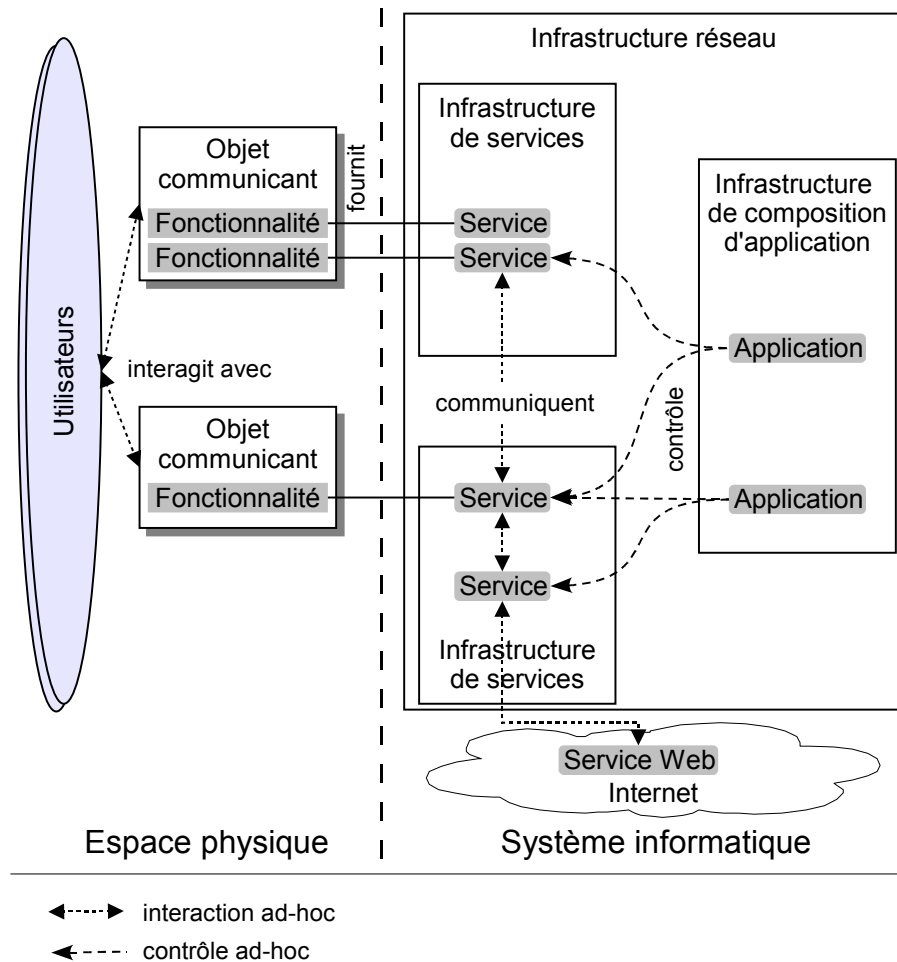 Infrastructure réseau
Infrastructure
de services
Objet
communicant
fournit
Infrastructure
de composition
d'application
Fonctionnalité
Service
Fonctionnalité
Service
Utilisateurs
Application
interagit avec
communiquent
contrôle
Objet
communicant
Fonctionnalité
Service
Application
Service
Infrastructure
de services
Service Web
Internet
Espace physique
Système informatique
interaction ad-hoc
contrôle ad-hoc